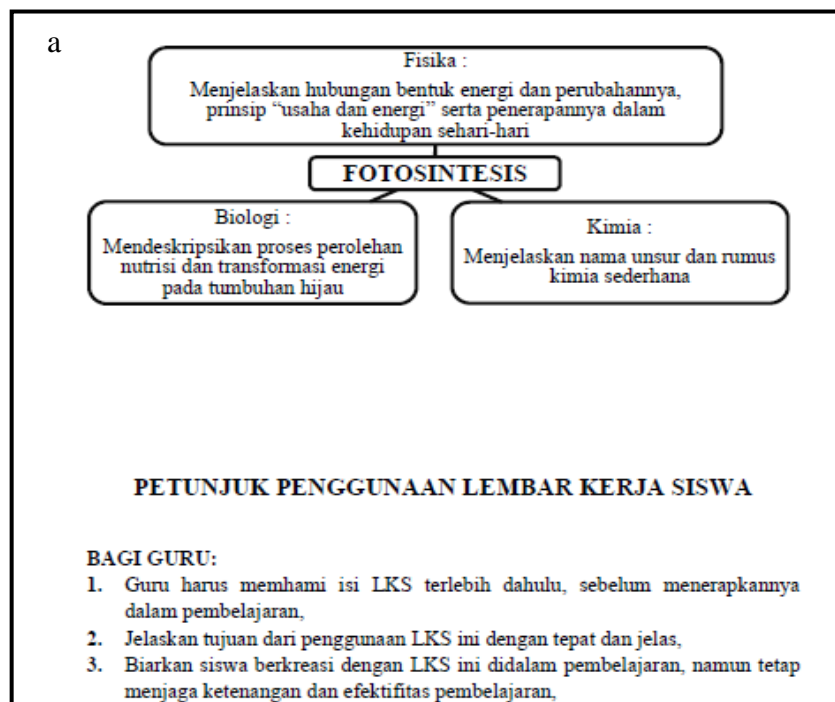 a
Fisika :
Menjelaskan hubungan bentuk energi dan perubahannya,
prinsip “usaha dan energi” serta penerapannya dalam
kehidupan sehari-hari
FOTOSINTESIS
Biologi :
Mendeskripsikan proses perolehan
nutrisi dan transformasi energi
pada tumbuhan hijau
Kimia :
Menjelaskan nama unsur dan rumus
kimia sederhana
PETUNJUK PENGGUNAAN LEMBAR KERJA SISWA
BAGI GURU:
1. Guru harus memhami isi LKS terlebih dahulu, sebelum menerapkannya
dalam pembelajaran,
2. Jelaskan tujuan dari penggunaan LKS ini dengan tepat dan jelas,
3. Biarkan siswa berkreasi dengan LKS ini didalam pembelajaran, namun tetap
menjaga ketenangan dan efektifitas pembelajaran,